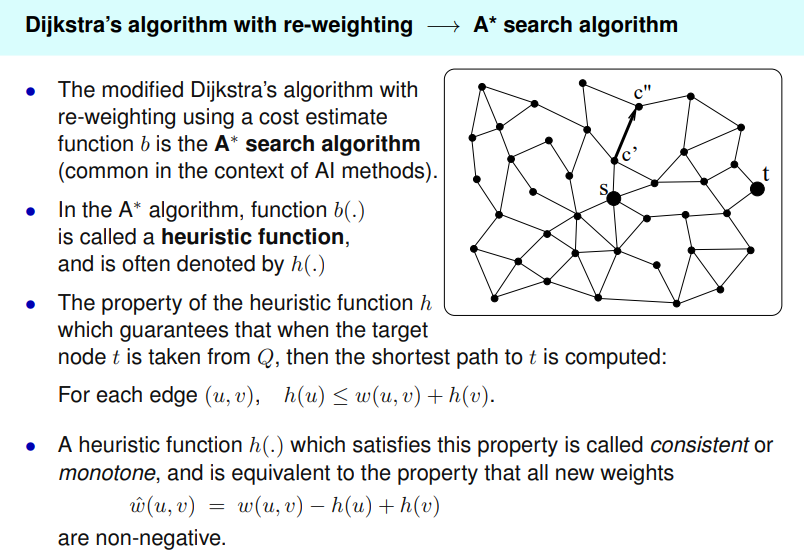 Dijkstra's algorithm with re-weighting ⟶ A* search algorithm
• The modified Dijkstra's algorithm with
re-weighting using a cost estimate
function b is the A* search algorithm
(common in the context of AI methods).
• In the A* algorithm, function b(.)
is called a heuristic function,
and is often denoted by h(.)
• The property of the heuristic function h
which guarantees that when the target
node t is taken from Q, then the shortest path to t is computed:
For each edge (u, v), h(u) ≤ w(u, v) + h(v).
• A heuristic function h(.) which satisfies this property is called consistent or
monotone, and is equivalent to the property that all new weights
ŵ(u, v) = w(u, v) − h(u) + h(v)
are non-negative.
c"
c'
s
t